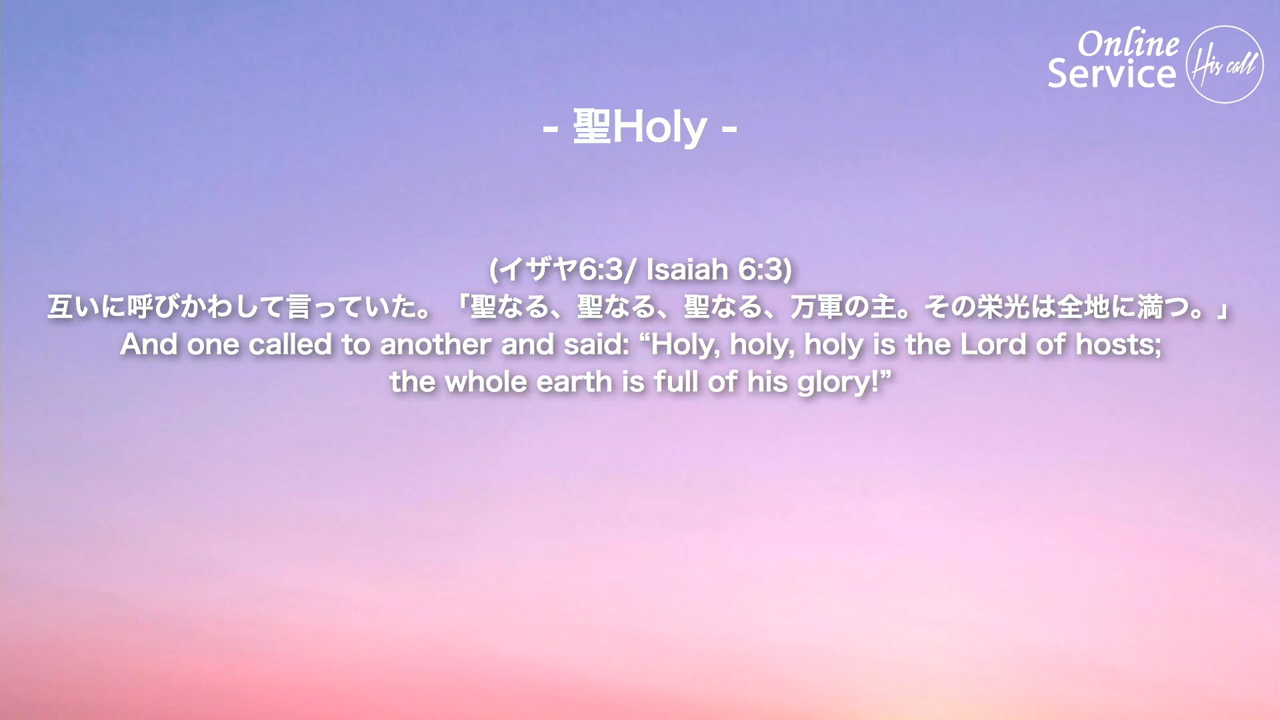 Online
Service
His call
- 聖Holy -
(イザヤ6:3/ Isaiah 6:3)
互いに呼びかわして言っていた。「聖なる、聖なる、聖なる、万軍の主。その栄光は全地に満つ。」
And one called to another and said: “Holy, holy, holy is the Lord of hosts;
the whole earth is full of his glory!”